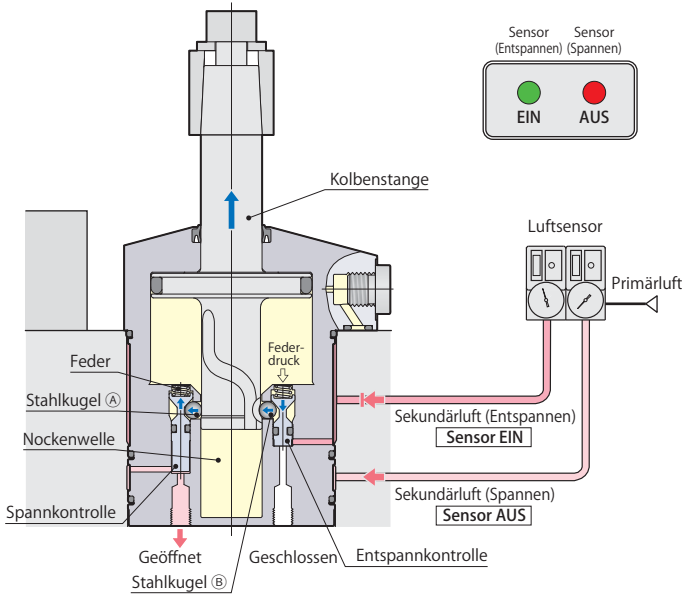 Sensor
(Entspannen)
Sensor
(Spannen)
EIN
AUS
Kolbenstange
Luftsensor
Primärluft
Feder-
druck
Feder
Stahlkugel Ⓐ
Nockenwelle
Sekundärluft (Entspannen)
Sensor EIN
Sekundärluft (Spannen)
Sensor AUS
Spannkontrolle
Geöffnet
Geschlossen
Entspannkontrolle
Stahlkugel Ⓑ